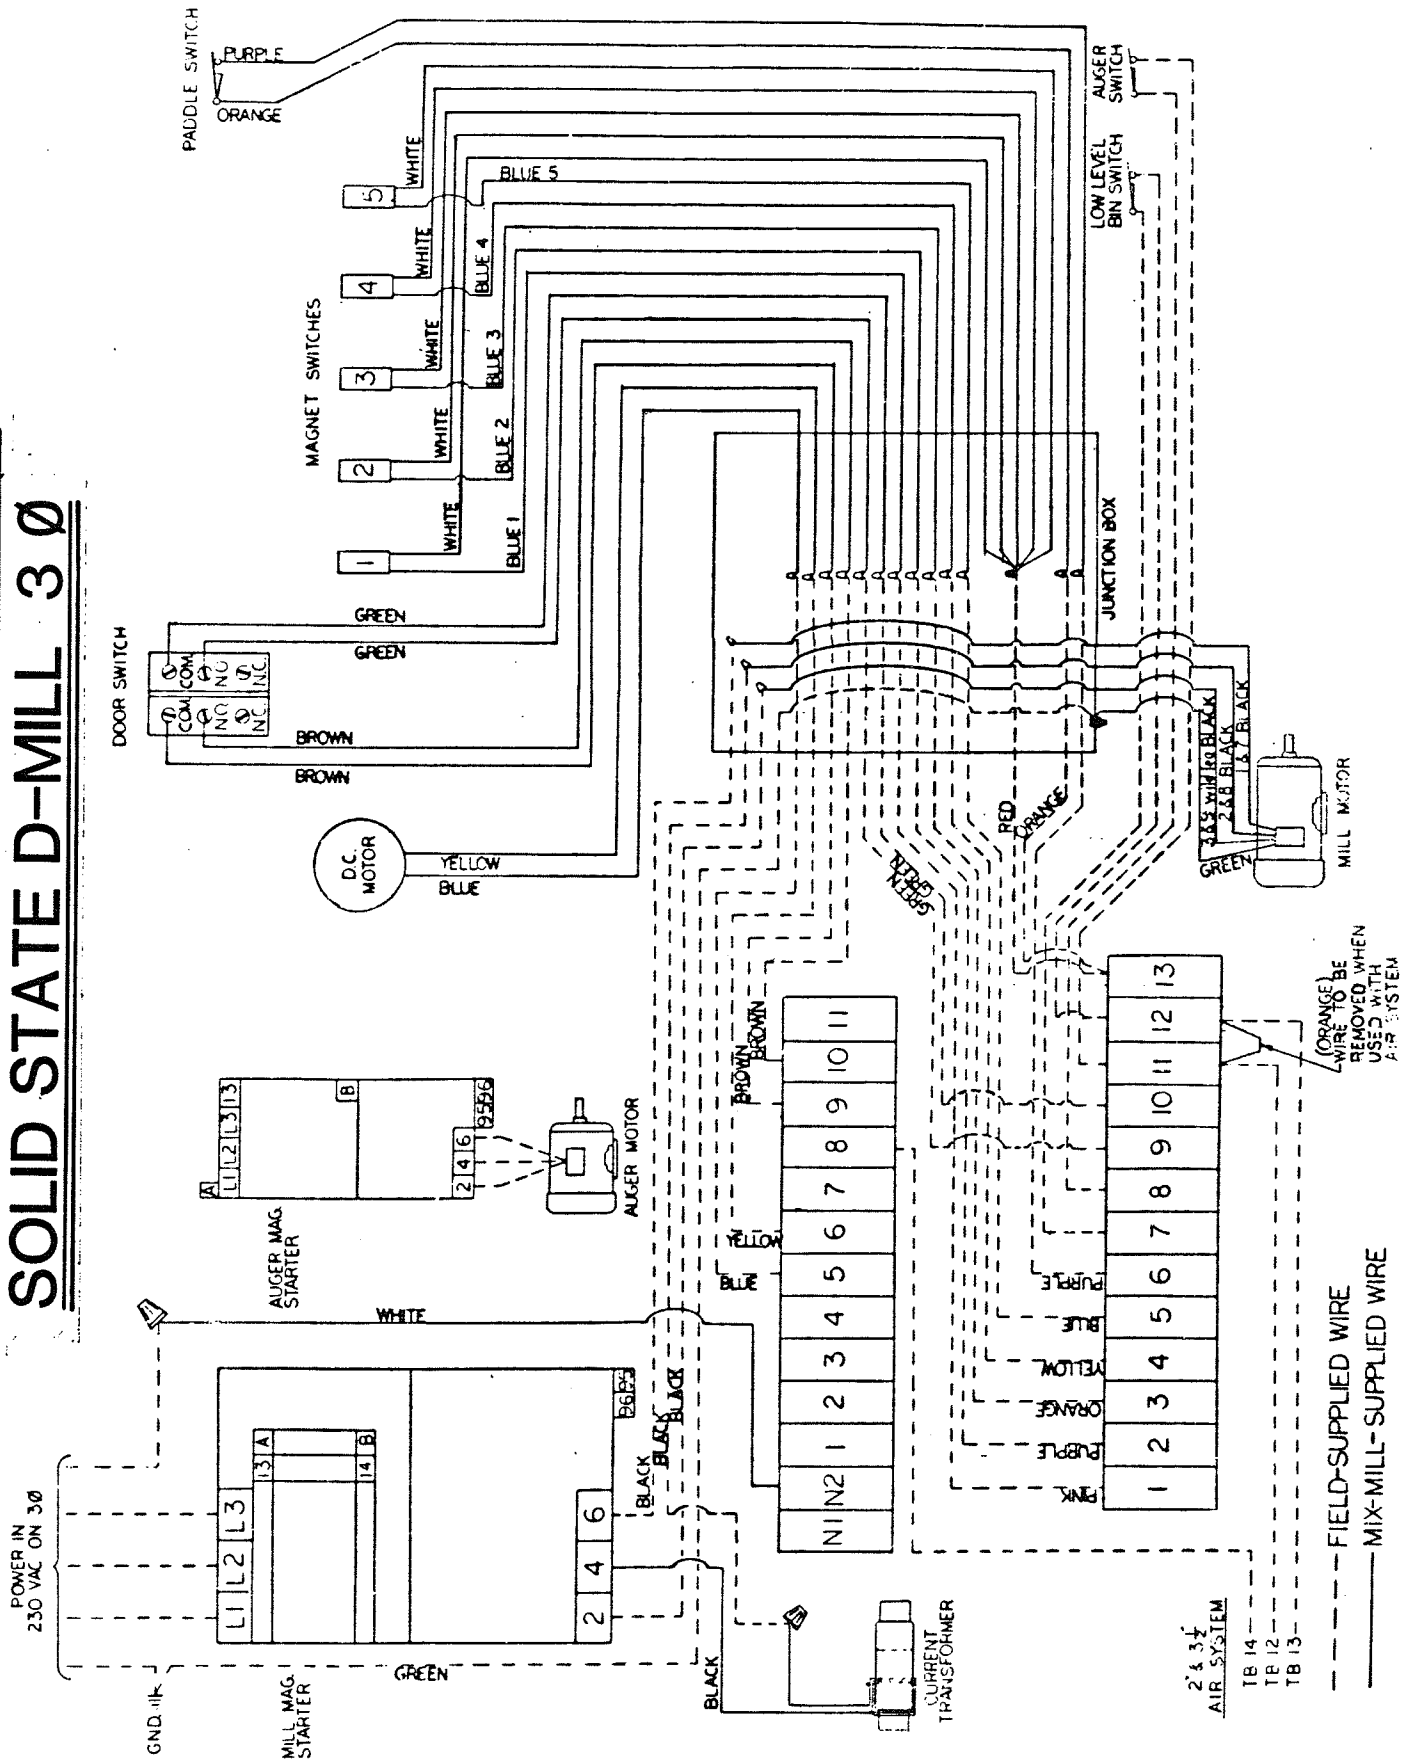 SOLID STATE D-MILL 3 Ø
POWER IN
230 VAC ON 3Ø
GND.
MILL MAG.
STARTER
L1 L2 L3
13 A
14 B
2 4 6
96 95
GREEN
BLACK
BLACK
BLACK
BLACK
WHITE
CURRENT
TRANSFORMER
AUGER MAG.
STARTER
A
L1 L2 L3 13
B
2 4 6
95 96
AUGER MOTOR
D.C.
MOTOR
YELLOW
BLUE
DOOR SWITCH
COM COM
NO NO
N.C. N.C.
BROWN
BROWN
GREEN
GREEN
MAGNET SWITCHES
1 2 3 4 5
WHITE
WHITE
WHITE
WHITE
WHITE
BLUE 1
BLUE 2
BLUE 3
BLUE 4
BLUE 5
PADDLE SWITCH
PURPLE
ORANGE
AUGER
SWITCH
LOW LEVEL
BIN SWITCH
JUNCTION BOX
N1 N2 1 2 3 4 5 6 7 8 9 10 11
BLUE
YELLOW
BROWN
BROWN
GREEN
GREEN
RED
ORANGE
PINK
PURPLE
ORANGE
YELLOW
BLUE
PURPLE
1 2 3 4 5 6 7 8 9 10 11 12 13
GREEN
3&9 BLACK
2&8 BLACK
1&7 BLACK
MILL MOTOR
(ORANGE)
WIRE TO BE
REMOVED WHEN
USED WITH
AIR SYSTEM
2" & 3½"
AIR SYSTEM
TB 14
TB 12
TB 13
FIELD-SUPPLIED WIRE
MIX-MILL-SUPPLIED WIRE